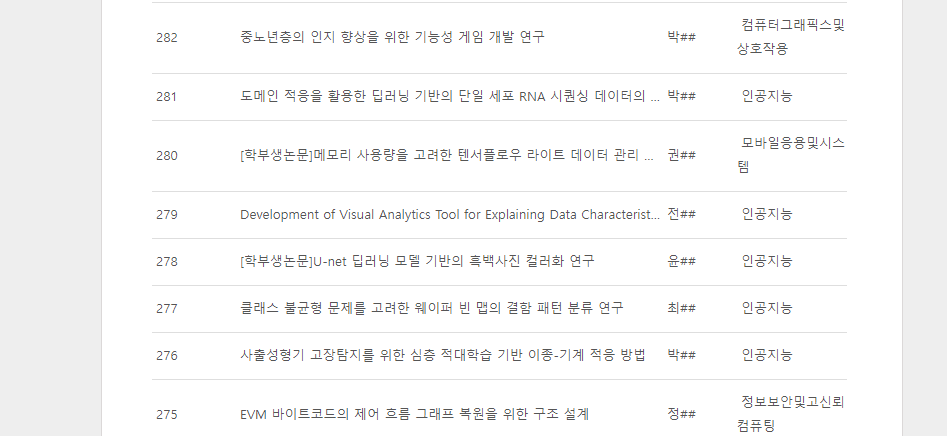 282 중노년층의 인지 향상을 위한 기능성 게임 개발 연구 박## 컴퓨터그래픽스및
상호작용
281 도메인 적응을 활용한 딥러닝 기반의 단일 세포 RNA 시퀀싱 데이터의 ... 박## 인공지능
280 [학부생논문]메모리 사용량을 고려한 텐서플로우 라이트 데이터 관리 ... 권## 모바일응용및시스
템
279 Development of Visual Analytics Tool for Explaining Data Characterist... 전## 인공지능
278 [학부생논문]U-net 딥러닝 모델 기반의 흑백사진 컬러화 연구 윤## 인공지능
277 클래스 불균형 문제를 고려한 웨이퍼 빈 맵의 결함 패턴 분류 연구 최## 인공지능
276 사출성형기 고장탐지를 위한 심층 적대학습 기반 이종-기계 적응 방법 박## 인공지능
275 EVM 바이트코드의 제어 흐름 그래프 복원을 위한 구조 설계 정## 정보보안및고신뢰
컴퓨팅